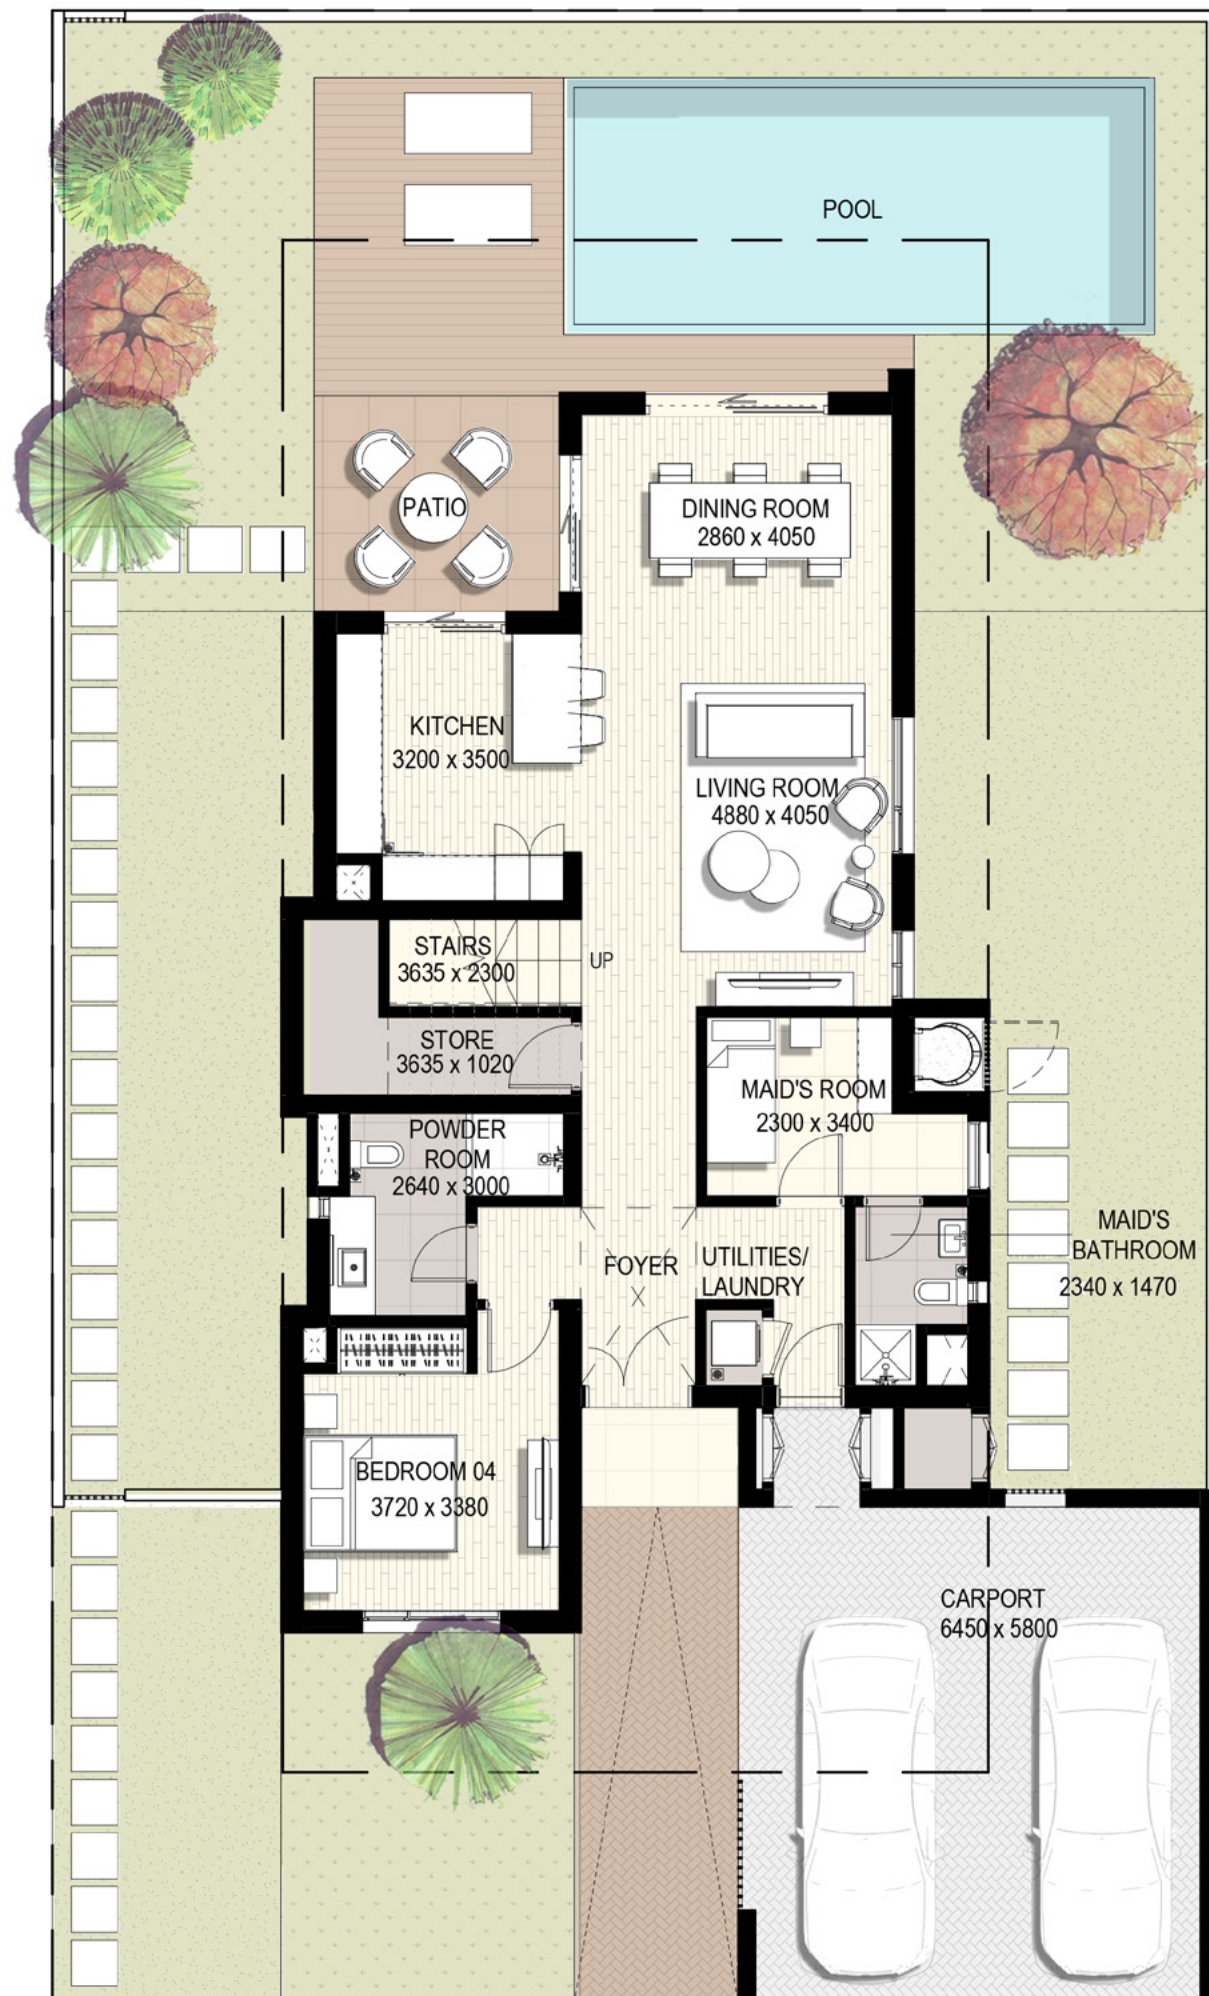 POOL
PATIO
DINING ROOM
2860 x 4050
KITCHEN
3200 x 3500
LIVING ROOM
4880 x 4050
STAIRS
3635 x 2300
UP
STORE
3635 x 1020
MAID'S ROOM
2300 x 3400
POWDER
ROOM
2640 x 3000
MAID'S
BATHROOM
2340 x 1470
FOYER
UTILITIES/
LAUNDRY
BEDROOM 04
3720 x 3380
CARPORT
6450 x 5800